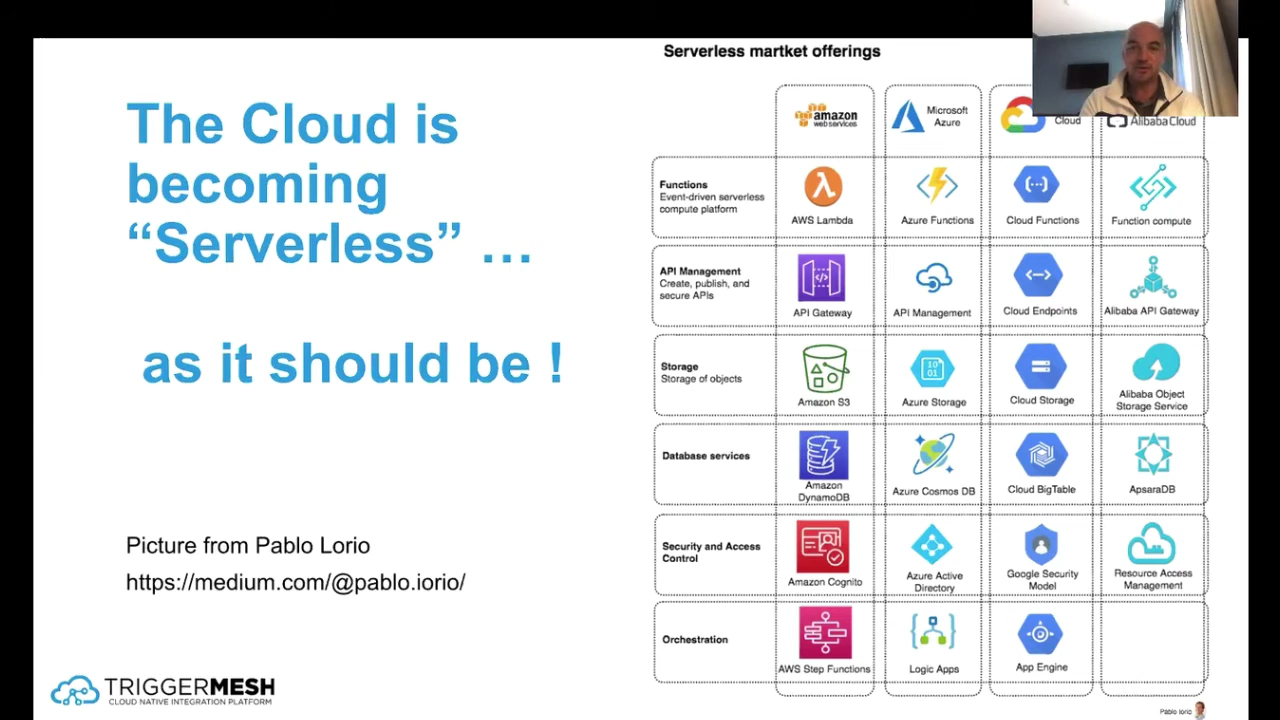 Serverless martket offerings
The Cloud is
becoming
“Serverless” …
as it should be !
Picture from Pablo Lorio
https://medium.com/@pablo.iorio/
TRIGGERMESH
CLOUD NATIVE INTEGRATION PLATFORM
amazon
web services
Microsoft
Azure
Cloud
Alibaba Cloud
Functions
Event-driven serverless
compute platform
AWS Lambda
Azure Functions
Cloud Functions
Function compute
API Management
Create, publish, and
secure APIs
API Gateway
API Management
Cloud Endpoints
Alibaba API Gateway
Storage
Storage of objects
Amazon S3
10
01
Azure Storage
Cloud Storage
Alibaba Object
Storage Service
Database services
Amazon
DynamoDB
Azure Cosmos DB
Cloud BigTable
ApsaraDB
Security and Access
Control
Amazon Cognito
Azure Active
Directory
Google Security
Model
Resource Access
Management
Orchestration
AWS Step Functions
Logic Apps
App Engine
Pablo Iorio